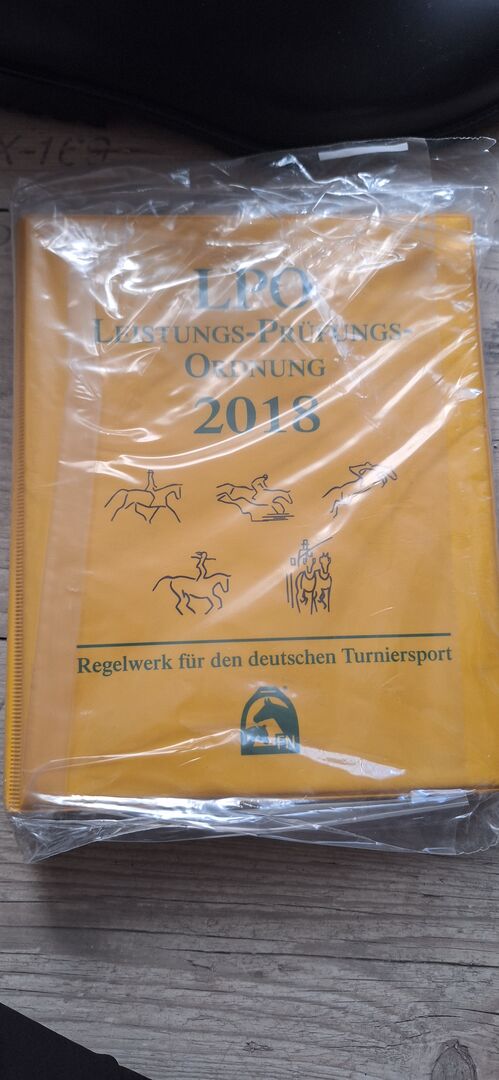 LPO
LEISTUNGS-PRÜFUNGS-
ORDNUNG
2018
Regelwerk für den deutschen Turniersport
FN